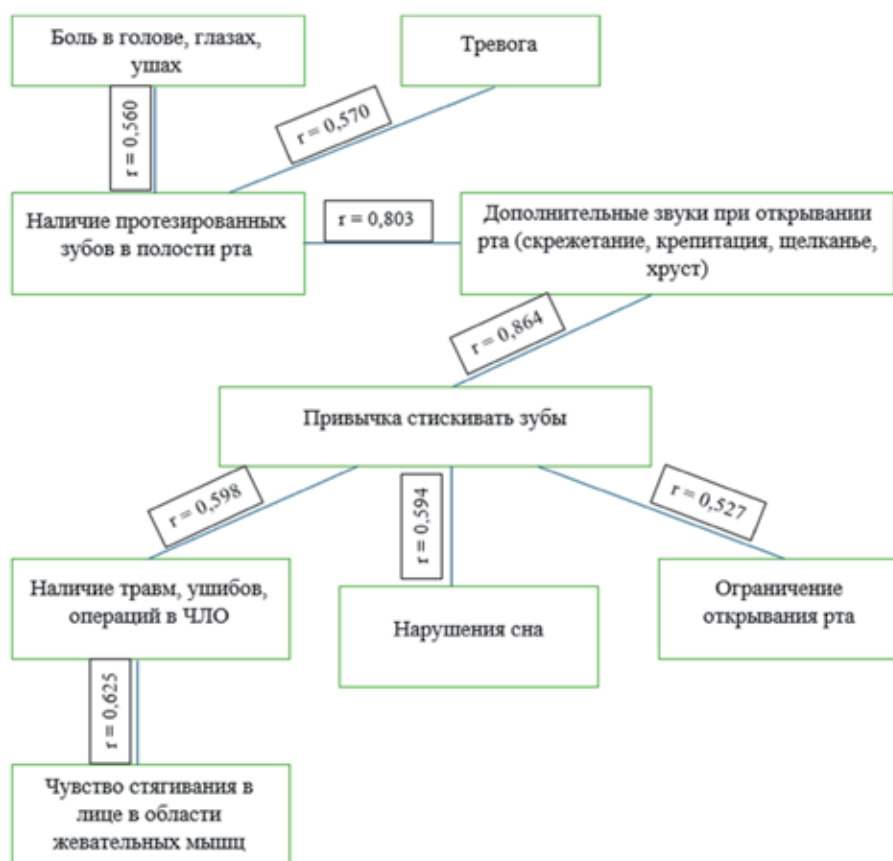 Боль в голове, глазах,
ушах
Тревога
r = 0,560
r = 0,570
Наличие протезированных
зубов в полости рта
r = 0,803
Дополнительные звуки при открывании
рта (скрежетание, крепитация, щелканье,
хруст)
r = 0,864
Привычка стискивать зубы
r = 0,598
r = 0,594
r = 0,527
Наличие травм, ушибов,
операций в ЧЛО
Нарушения сна
Ограничение
открывания рта
r = 0,625
Чувство стягивания в
лице в области
жевательных мышц